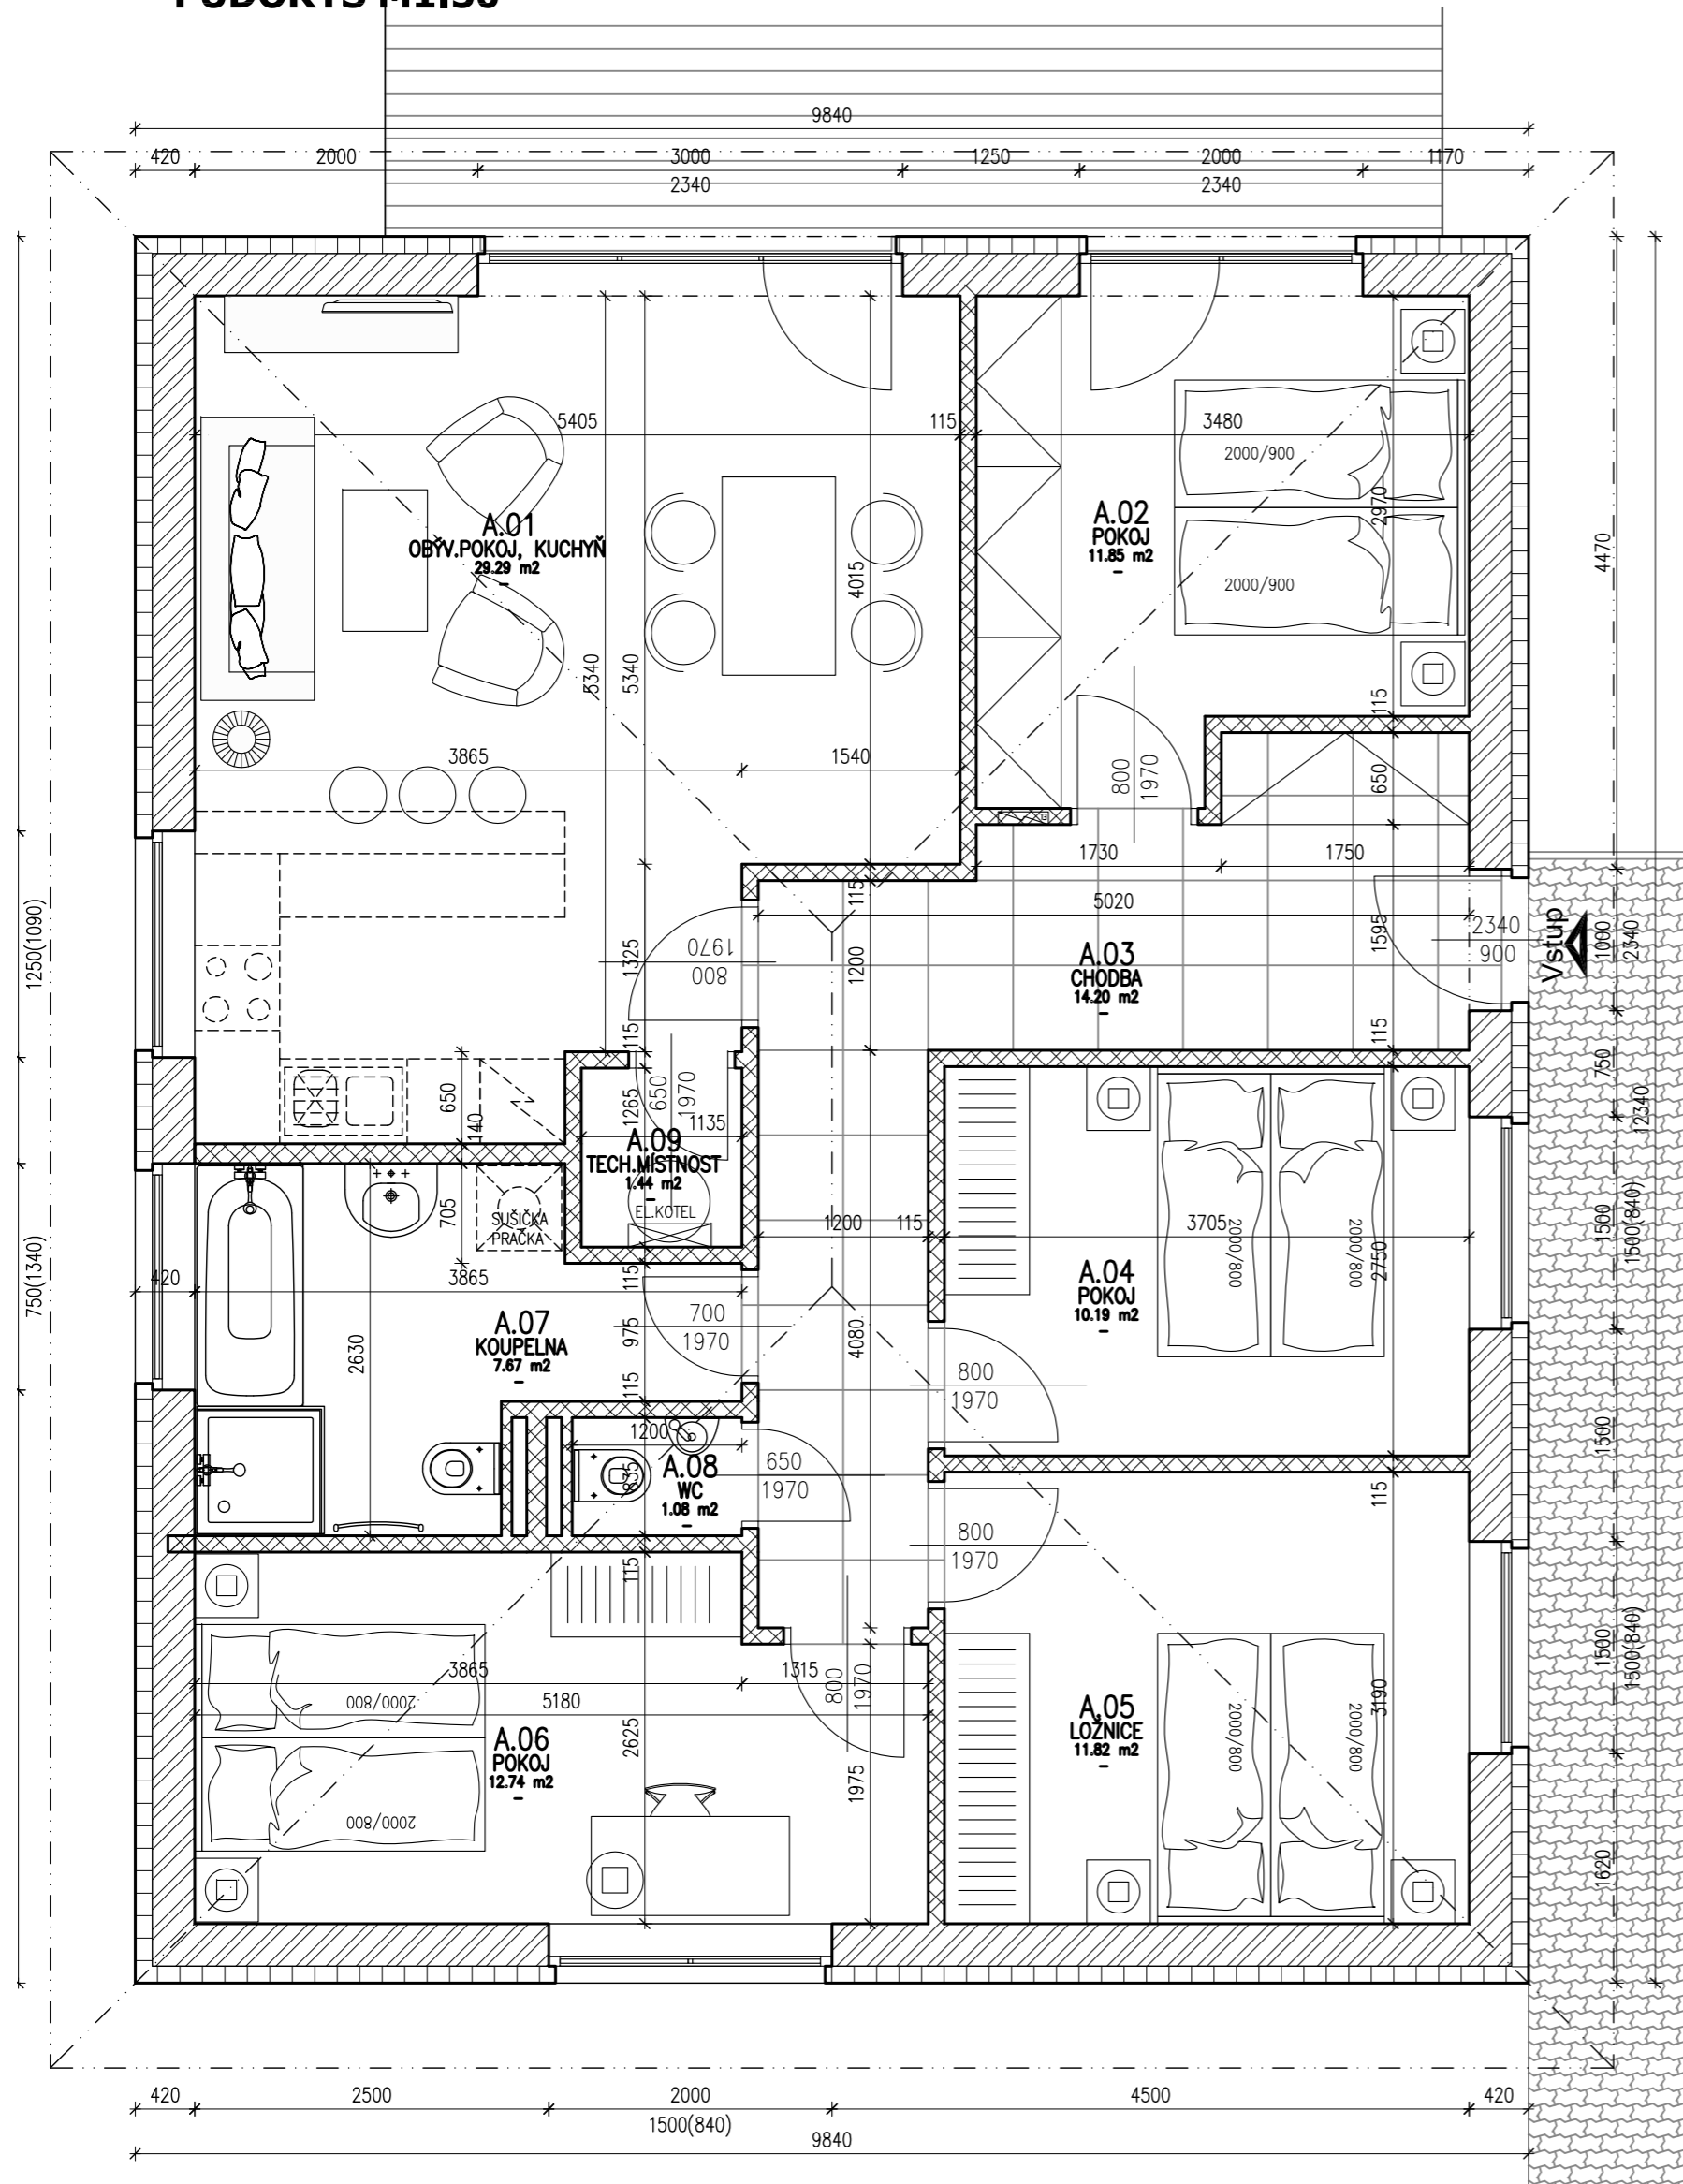 PŮDORYS M1:50
9840
420 2000 3000 1250 2000 1170
2340 2340
5405 115 3480
2000/900
2970
A.01
OBÝV.POKOJ, KUCHYŇ
29.29 m2
-
A.02
POKOJ
11.85 m2
-
2000/900
4470
4015
5340
5340
115
3865 1540
800
1970
650
1730 1750
115
5020
1250(1090)
800
1970
1325
1200
A.03
CHODBA
14.20 m2
-
1595
2340
900
Vstup
1000
2340
115
115
750
12340
650
140
1265
650
1970
1135
A.09
TECH.MÍSTNOST
1.44 m2
-
EL.KOTEL
SUŠIČKA
PRAČKA
705
1200 115 3705
2000/800
2000/800
2750
1500
1500(840)
750(1340)
420 3865
115
A.04
POKOJ
10.19 m2
-
A.07
KOUPELNA
7.67 m2
-
2630
975
700
1970
4080
800
1970
115
1500
1200
835
A.08
WC
1.08 m2
-
650
1970
115
800
1970
115
3865 1315
5180
800
1970
2000/800
2000/800
A.06
POKOJ
12.74 m2
-
2625
1975
A.05
LOŽNICE
11.82 m2
-
2000/800
2000/800
3190
1500
1500(840)
1620
420 2500 2000 4500 420
1500(840)
9840